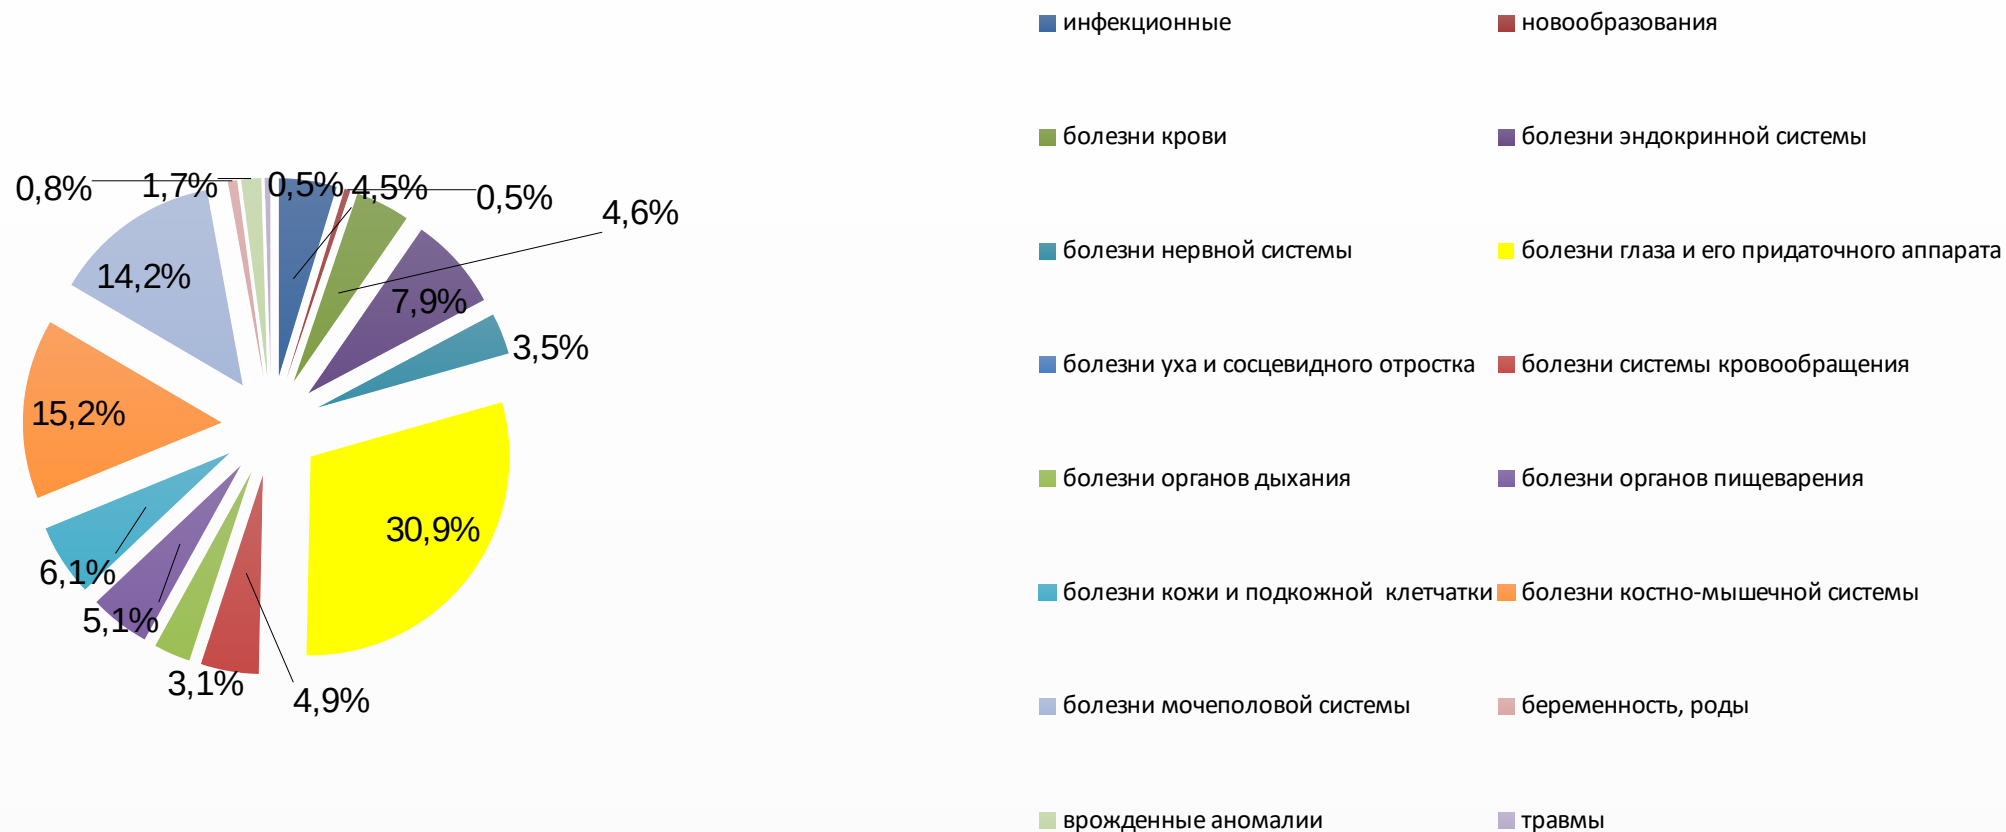 инфекционные
новообразования
болезни крови
болезни эндокринной системы
болезни нервной системы
болезни глаза и его придаточного аппарата
болезни уха и сосцевидного отростка
болезни системы кровообращения
болезни органов дыхания
болезни органов пищеварения
болезни кожи и подкожной  клетчатки
болезни костно-мышечной системы
болезни мочеполовой системы
беременность, роды
врожденные аномалии
травмы
0,8%
1,7%
0,5%
4,5%
0,5%
4,6%
14,2%
7,9%
3,5%
15,2%
30,9%
6,1%
5,1%
3,1%
4,9%